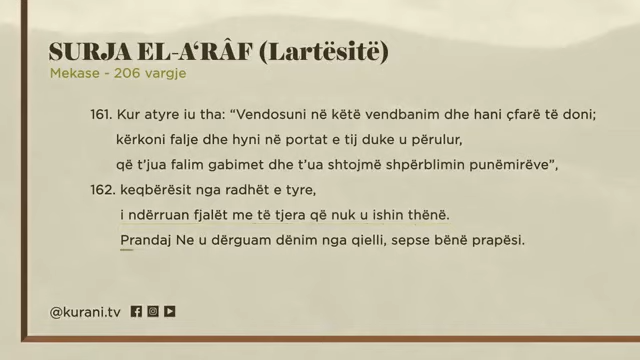 SURJA EL-A‘RÂF (Lartësitë)
Mekase - 206 vargje
161. Kur atyre iu tha: “Vendosuni në këtë vendbanim dhe hani çfarë të doni;
kërkoni falje dhe hyni në portat e tij duke u përulur,
që t’jua falim gabimet dhe t’ua shtojmë shpërblimin punëmirëve”,
162. keqbërësit nga radhët e tyre,
i ndërruan fjalët me të tjera që nuk u ishin thënë.
Prandaj Ne u dërguam dënim nga qielli, sepse bënë prapësi.
@kurani.tv